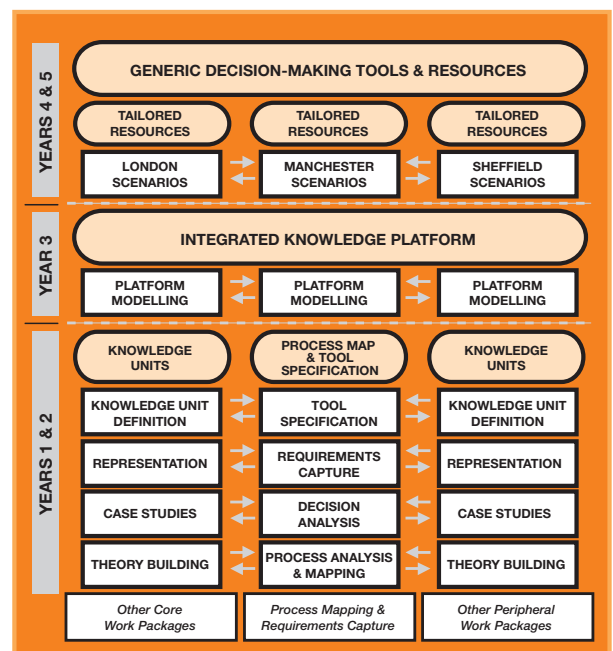 YEARS 4 & 5
GENERIC DECISION-MAKING TOOLS & RESOURCES
TAILORED
RESOURCES
TAILORED
RESOURCES
TAILORED
RESOURCES
LONDON
SCENARIOS
MANCHESTER
SCENARIOS
SHEFFIELD
SCENARIOS
YEAR 3
INTEGRATED KNOWLEDGE PLATFORM
PLATFORM
MODELLING
PLATFORM
MODELLING
PLATFORM
MODELLING
YEARS 1 & 2
KNOWLEDGE
UNITS
PROCESS MAP
& TOOL
SPECIFICATION
KNOWLEDGE
UNITS
KNOWLEDGE UNIT
DEFINITION
TOOL
SPECIFICATION
KNOWLEDGE UNIT
DEFINITION
REPRESENTATION
REQUIREMENTS
CAPTURE
REPRESENTATION
CASE STUDIES
DECISION
ANALYSIS
CASE STUDIES
THEORY BUILDING
PROCESS ANALYSIS
& MAPPING
THEORY BUILDING
Other Core
Work Packages
Process Mapping &
Requirements Capture
Other Peripheral
Work Packages